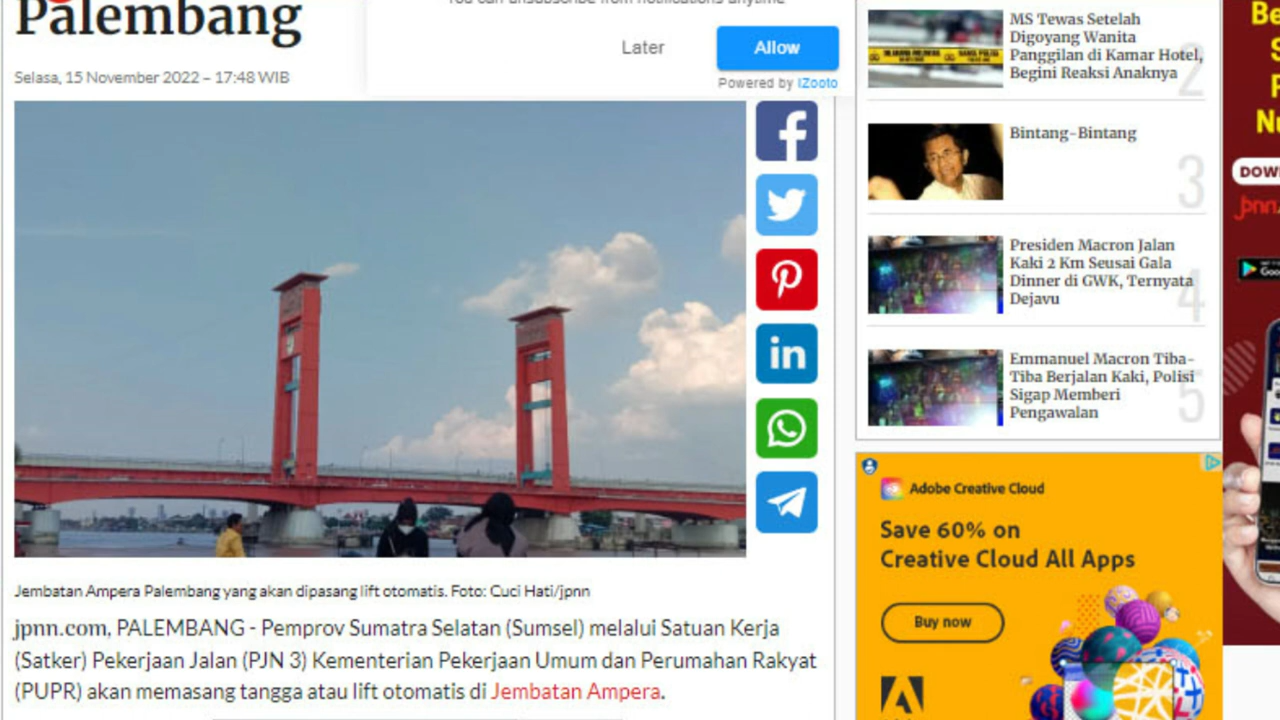 Palembang
Selasa, 15 November 2022 – 17:48 WIB
You can unsubscribe from notifications anytime
Later
Allow
Powered by iZooto
Jembatan Ampera Palembang yang akan dipasang lift otomatis. Foto: Cuci Hati/jpnn
jpnn.com, PALEMBANG - Pemprov Sumatra Selatan (Sumsel) melalui Satuan Kerja
(Satker) Pekerjaan Jalan (PJN 3) Kementerian Pekerjaan Umum dan Perumahan Rakyat
(PUPR) akan memasang tangga atau lift otomatis di Jembatan Ampera.
MS Tewas Setelah
Digoyang Wanita
Panggilan di Kamar Hotel,
Begini Reaksi Anaknya
2
Bintang-Bintang
3
Presiden Macron Jalan
Kaki 2 Km Seusai Gala
Dinner di GWK, Ternyata
Dejavu
4
Emmanuel Macron Tiba-
Tiba Berjalan Kaki, Polisi
Sigap Memberi
Pengawalan
5
Adobe Creative Cloud
Save 60% on
Creative Cloud All Apps
Buy now